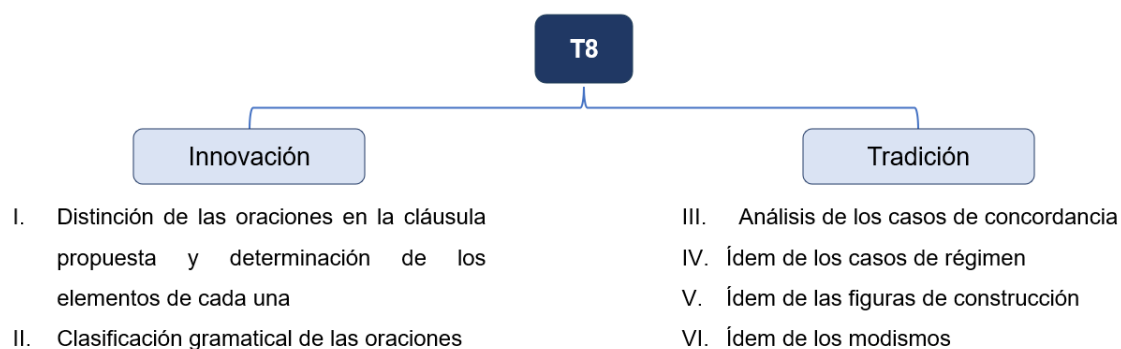 T8
Innovación
Tradición
I. Distinción de las oraciones en la cláusula
propuesta y determinación de los
elementos de cada una
II. Clasificación gramatical de las oraciones
III. Análisis de los casos de concordancia
IV. Ídem de los casos de régimen
V. Ídem de las figuras de construcción
VI. Ídem de los modismos